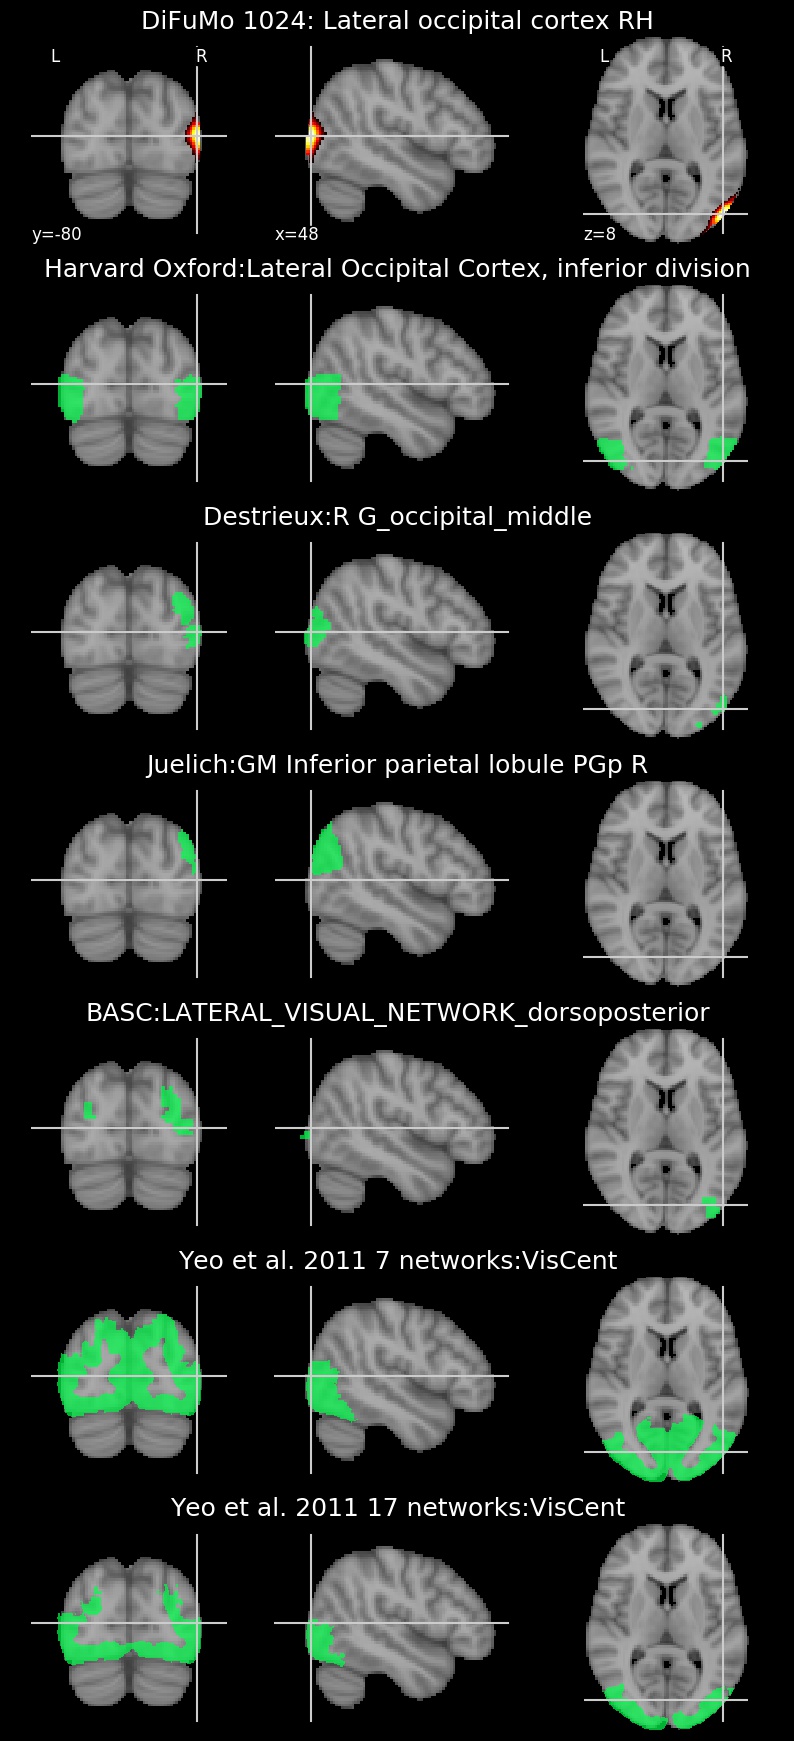 DiFuMo 1024: Lateral occipital cortex RH
L R L R
y=-80 x=48 z=8
Harvard Oxford:Lateral Occipital Cortex, inferior division
Destrieux:R G_occipital_middle
Juelich:GM Inferior parietal lobule PGp R
BASC:LATERAL_VISUAL_NETWORK_dorsoposterior
Yeo et al. 2011 7 networks:VisCent
Yeo et al. 2011 17 networks:VisCent